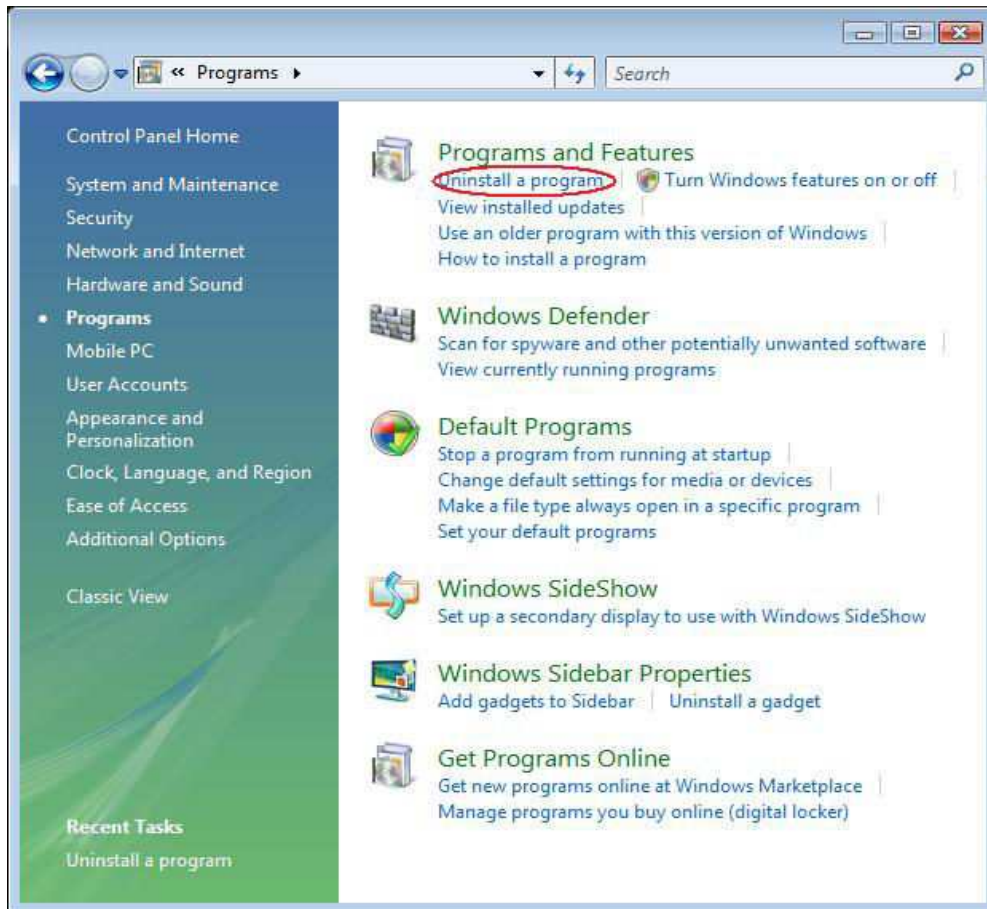 « Programs
Search
Control Panel Home
System and Maintenance
Security
Network and Internet
Hardware and Sound
• Programs
Mobile PC
User Accounts
Appearance and
Personalization
Clock, Language, and Region
Ease of Access
Additional Options
Classic View
Recent Tasks
Uninstall a program
Programs and Features
Uninstall a program | Turn Windows features on or off
View installed updates
Use an older program with this version of Windows
How to install a program
Windows Defender
Scan for spyware and other potentially unwanted software
View currently running programs
Default Programs
Stop a program from running at startup
Change default settings for media or devices
Make a file type always open in a specific program
Set your default programs
Windows SideShow
Set up a secondary display to use with Windows SideShow
Windows Sidebar Properties
Add gadgets to Sidebar | Uninstall a gadget
Get Programs Online
Get new programs online at Windows Marketplace
Manage programs you buy online (digital locker)